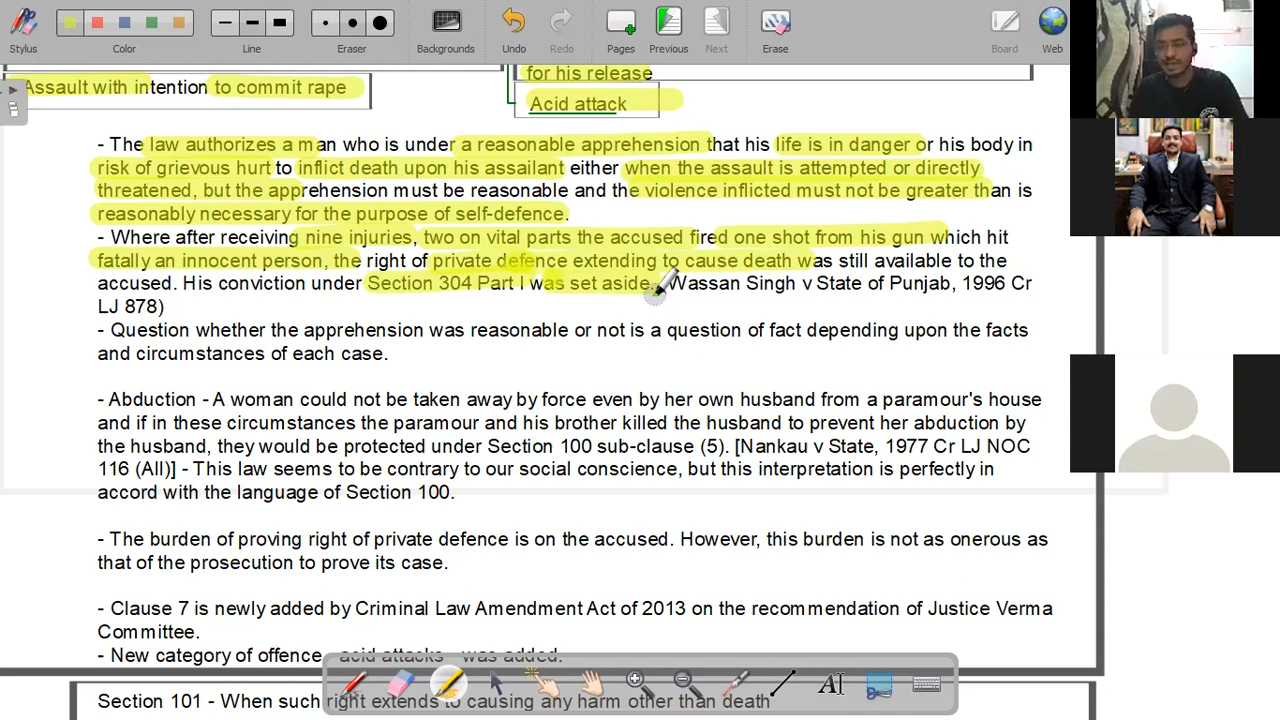 Stylus
Color
Line
Eraser
Backgrounds
Undo
Redo
Pages
Previous
Next
Erase
Board
Web
for his release
Assault with intention to commit rape
Acid attack
- The law authorizes a man who is under a reasonable apprehension that his life is in danger or his body in
risk of grievous hurt to inflict death upon his assailant either when the assault is attempted or directly
threatened, but the apprehension must be reasonable and the violence inflicted must not be greater than is
reasonably necessary for the purpose of self-defence.
- Where after receiving nine injuries, two on vital parts the accused fired one shot from his gun which hit
fatally an innocent person, the right of private defence extending to cause death was still available to the
accused. His conviction under Section 304 Part I was set aside. Wassan Singh v State of Punjab, 1996 Cr
LJ 878)
- Question whether the apprehension was reasonable or not is a question of fact depending upon the facts
and circumstances of each case.
- Abduction - A woman could not be taken away by force even by her own husband from a paramour's house
and if in these circumstances the paramour and his brother killed the husband to prevent her abduction by
the husband, they would be protected under Section 100 sub-clause (5). [Nankau v State, 1977 Cr LJ NOC
116 (All)] - This law seems to be contrary to our social conscience, but this interpretation is perfectly in
accord with the language of Section 100.
- The burden of proving right of private defence is on the accused. However, this burden is not as onerous as
that of the prosecution to prove its case.
- Clause 7 is newly added by Criminal Law Amendment Act of 2013 on the recommendation of Justice Verma
Committee.
- New category of offence - acid attacks - was added.
Section 101 - When such right extends to causing any harm other than death